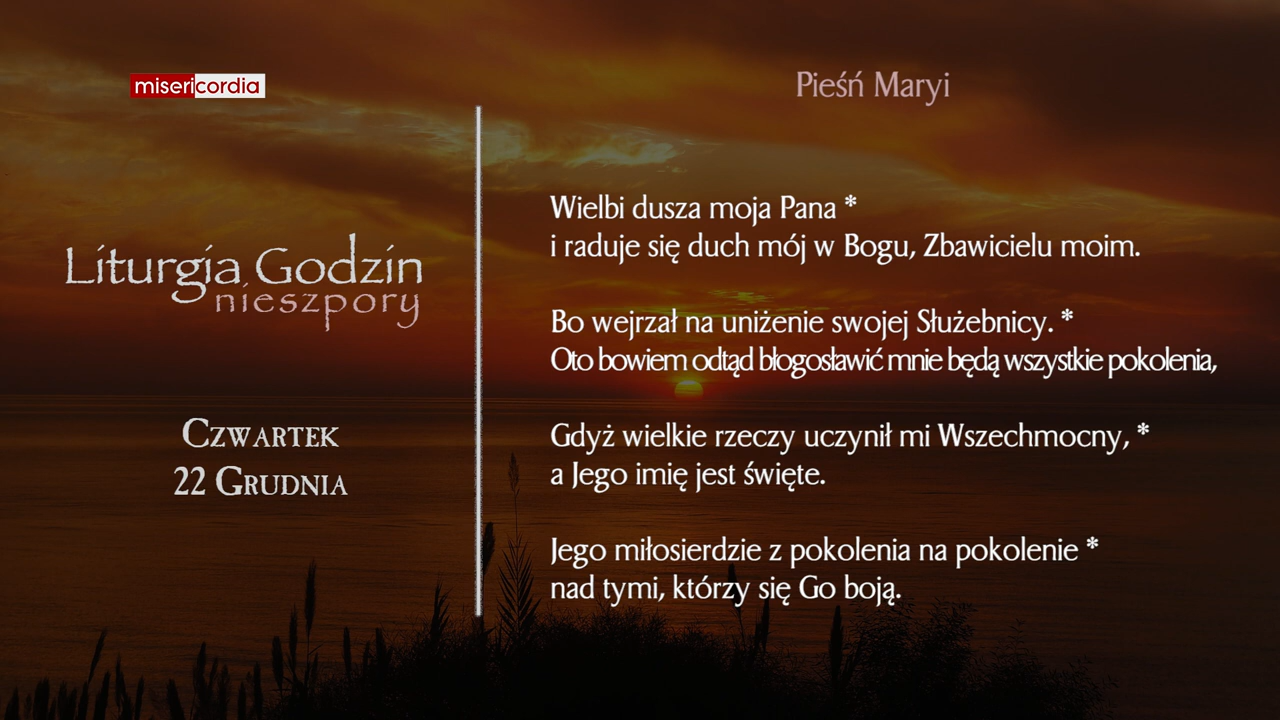 misericordia
Pieśń Maryi
Liturgia Godzin
nieszpory
Czwartek
22 Grudnia
Wielbi dusza moja Pana *
i raduje się duch mój w Bogu, Zbawicielu moim.
Bo wejrzał na uniżenie swojej Służebnicy. *
Oto bowiem odtąd błogosławić mnie będą wszystkie pokolenia,
Gdyż wielkie rzeczy uczynił mi Wszechmocny, *
a Jego imię jest święte.
Jego miłosierdzie z pokolenia na pokolenie *
nad tymi, którzy się Go boją.